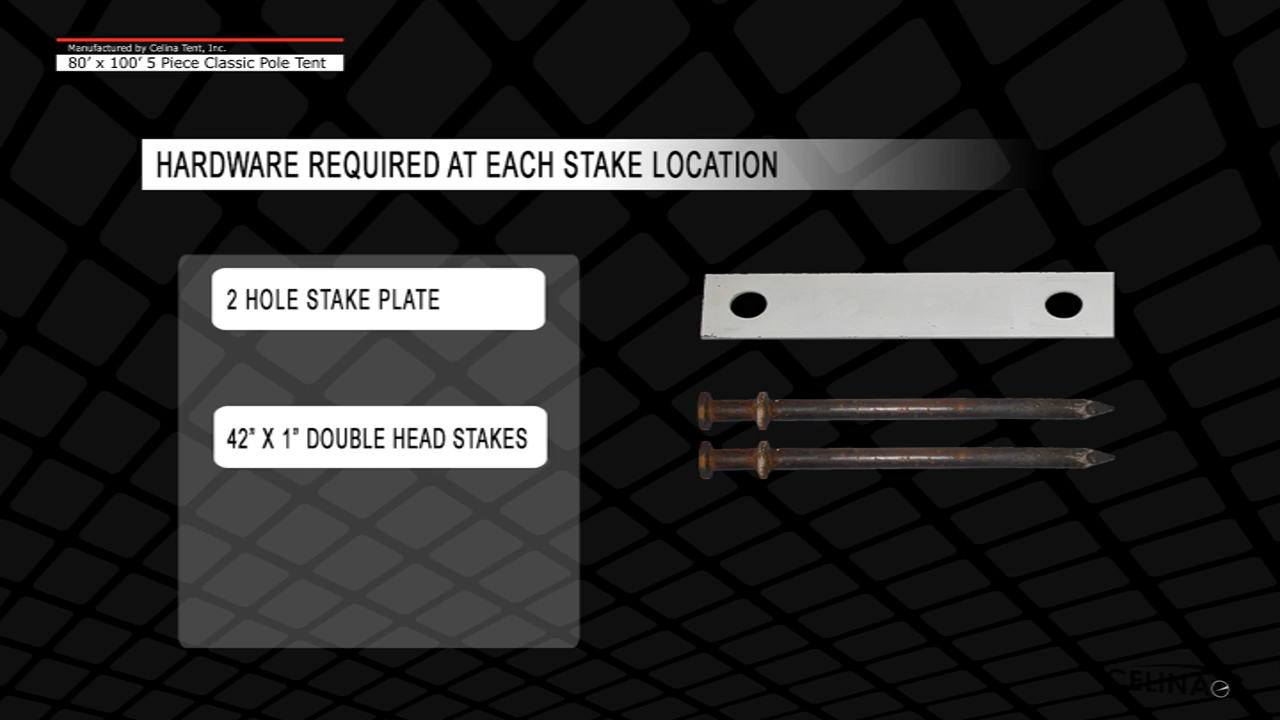 Manufactured by Celina Tent, Inc.
80’ x 100’ 5 Piece Classic Pole Tent
HARDWARE REQUIRED AT EACH STAKE LOCATION
2 HOLE STAKE PLATE
42” X 1” DOUBLE HEAD STAKES
CELINA